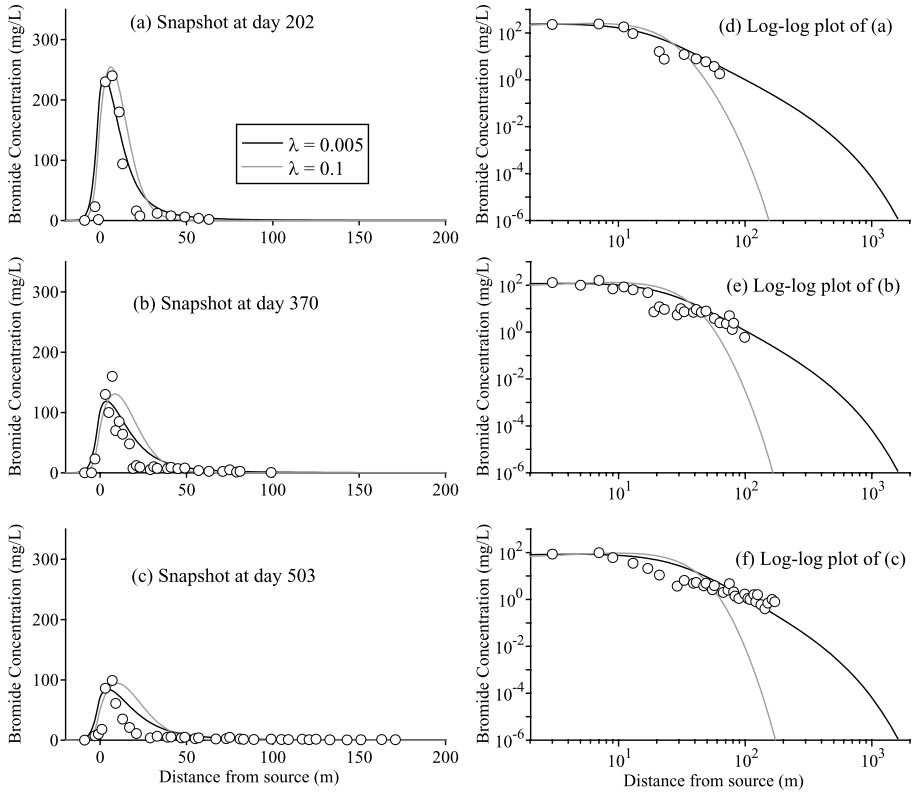 (a) Snapshot at day 202
Bromide Concentration (mg/L)
300
200
100
0
λ = 0.005
λ = 0.1
0 50 100 150 200
(d) Log-log plot of (a)
Bromide Concentration (mg/L)
10^2
10^0
10^-2
10^-4
10^-6
10^1 10^2 10^3
(b) Snapshot at day 370
Bromide Concentration (mg/L)
300
200
100
0
0 50 100 150 200
(e) Log-log plot of (b)
Bromide Concentration (mg/L)
10^2
10^0
10^-2
10^-4
10^-6
10^1 10^2 10^3
(c) Snapshot at day 503
Bromide Concentration (mg/L)
300
200
100
0
0 50 100 150 200
Distance from source (m)
(f) Log-log plot of (c)
Bromide Concentration (mg/L)
10^2
10^0
10^-2
10^-4
10^-6
10^1 10^2 10^3
Distance from source (m)